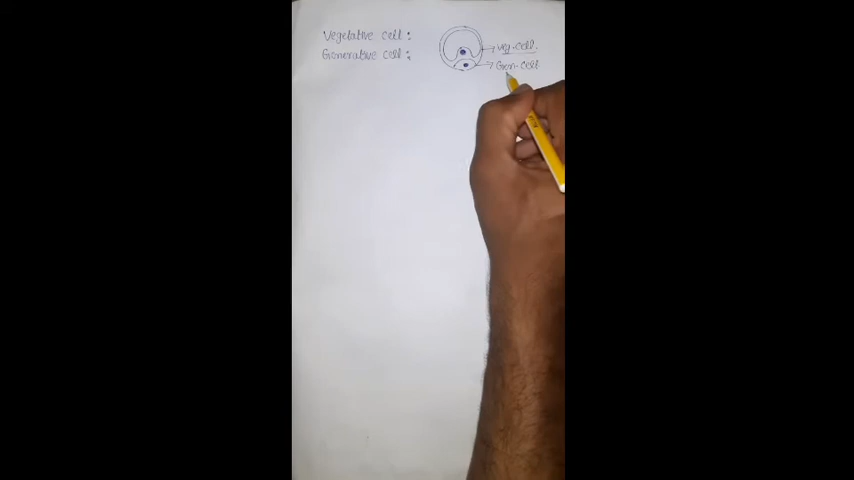 Vegetative cell :
Generative cell :
Veg-cell.
Gen-cell